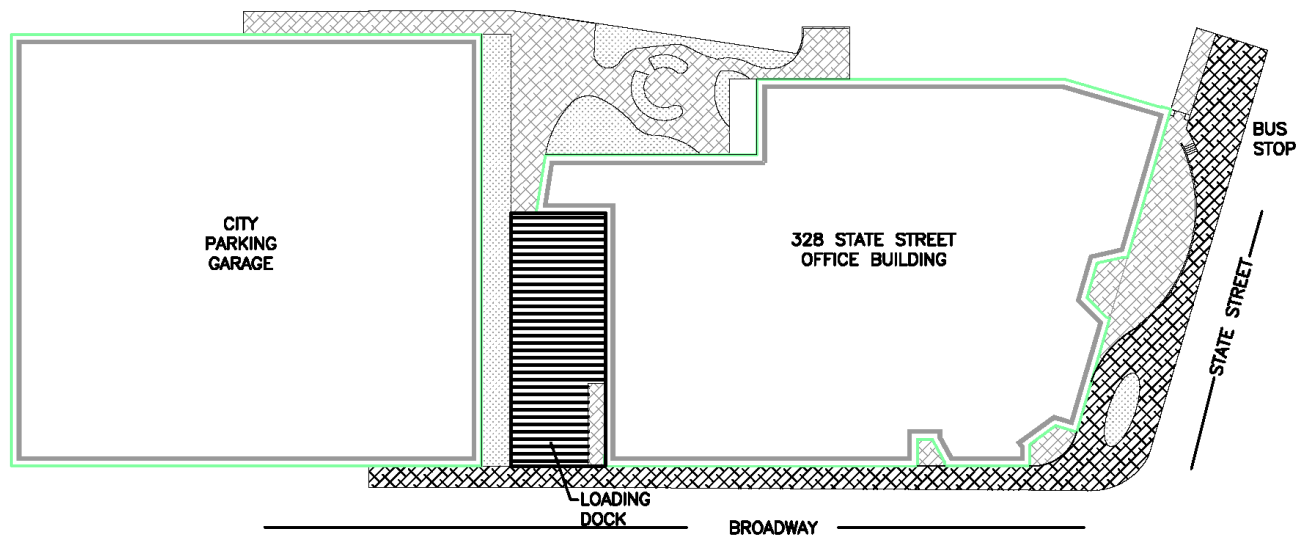 CITY
PARKING
GARAGE
328 STATE STREET
OFFICE BUILDING
BUS
STOP
STATE STREET
LOADING
DOCK
BROADWAY